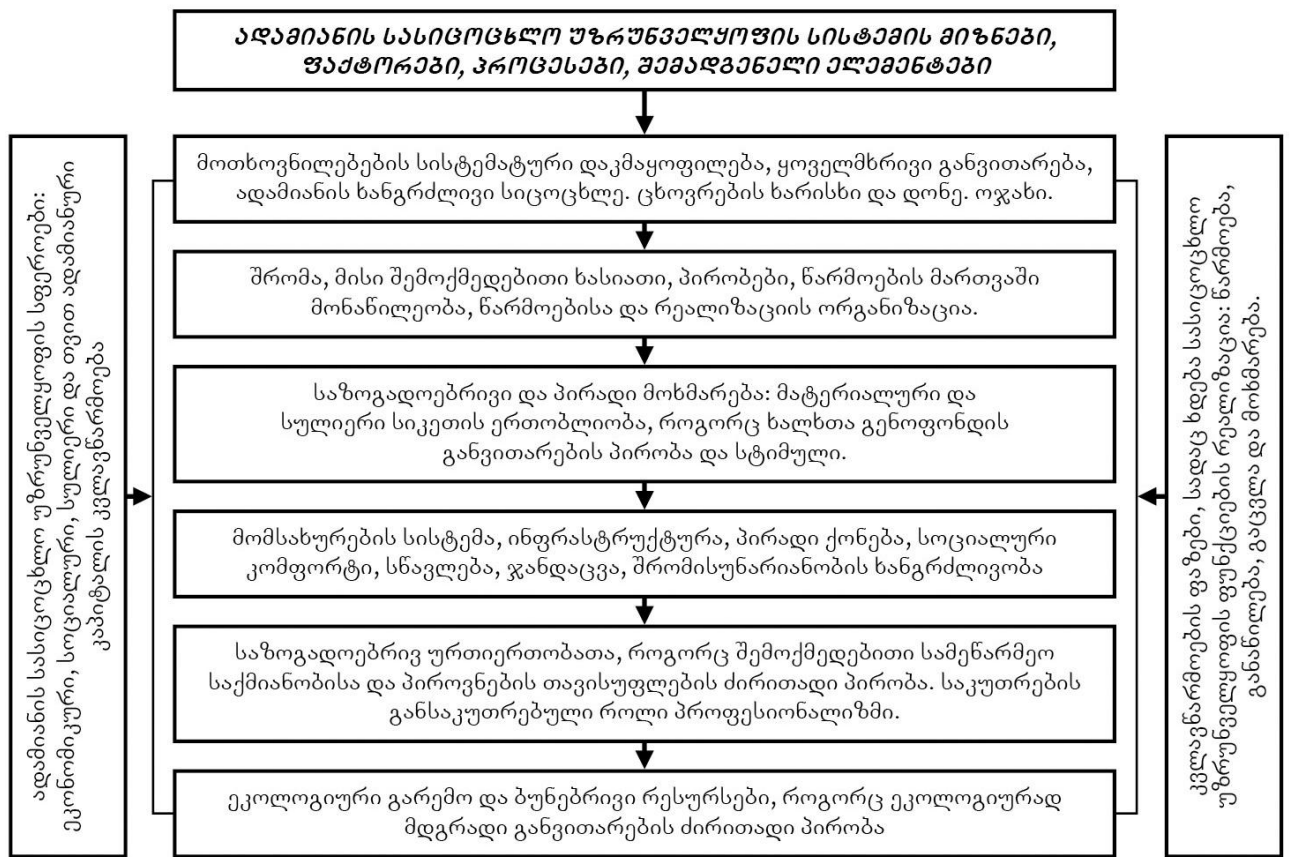 ადამიანის სასიცოცხლო უზრუნველყოფის სისტემის მიზნები,
ფაქტორები, პროცესები, შემადგენელი ელემენტები
ადამიანის სასიცოცხლო უზრუნველყოფის სფეროები:
ეკონომიკური, სოციალური, სულიერი და თვით ადამიანური
კაპიტალის კვლავწარმოება
მოთხოვნილებების სისტემატური დაკმაყოფილება, ყოველმხრივი განვითარება,
ადამიანის ხანგრძლივი სიცოცხლე. ცხოვრების ხარისხი და დონე. ოჯახი.
შრომა, მისი შემოქმედებითი ხასიათი, პირობები, წარმოების მართვაში
მონაწილეობა, წარმოებისა და რეალიზაციის ორგანიზაცია.
საზოგადოებრივი და პირადი მოხმარება: მატერიალური და
სულიერი სიკეთის ერთობლიობა, როგორც ხალხთა გენოფონდის
განვითარების პირობა და სტიმული.
მომსახურების სისტემა, ინფრასტრუქტურა, პირადი ქონება, სოციალური
კომფორტი, სწავლება, ჯანდაცვა, შრომისუნარიანობის ხანგრძლივობა
საზოგადოებრივ ურთიერთობათა, როგორც შემოქმედებითი სამეწარმეო
საქმიანობისა და პიროვნების თავისუფლების ძირითადი პირობა. საკუთრების
განსაკუთრებული როლი პროფესიონალიზმი.
ეკოლოგიური გარემო და ბუნებრივი რესურსები, როგორც ეკოლოგიურად
მდგრადი განვითარების ძირითადი პირობა
კვლავწარმოების ფაზები, სადაც ხდება სასიცოცხლო
უზრუნველყოფის ფუნქციების რეალიზაცია: წარმოება,
განაწილება, გაცვლა და მოხმარება.